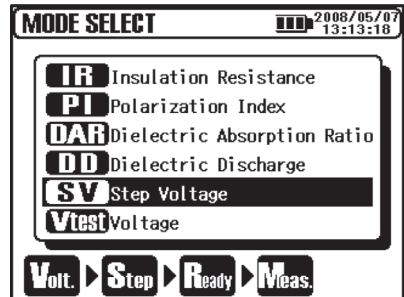 MODE SELECT 2008/05/07
13:13:18
IR Insulation Resistance
PI Polarization Index
DAR Dielectric Absorption Ratio
DD Dielectric Discharge
SV Step Voltage
Vtest Voltage
Volt. Step Ready Meas.